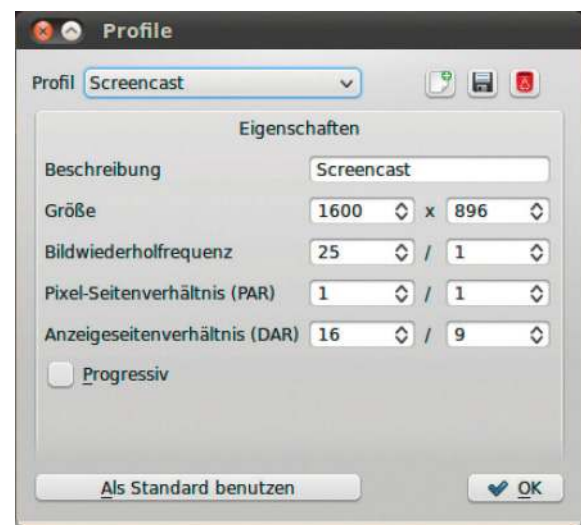 Profile
Profil Screencast
Eigenschaften
Beschreibung Screencast
Größe 1600 x 896
Bildwiederholfrequenz 25 / 1
Pixel-Seitenverhältnis (PAR) 1 / 1
Anzeigeseitenverhältnis (DAR) 16 / 9
Progressiv
Als Standard benutzen OK